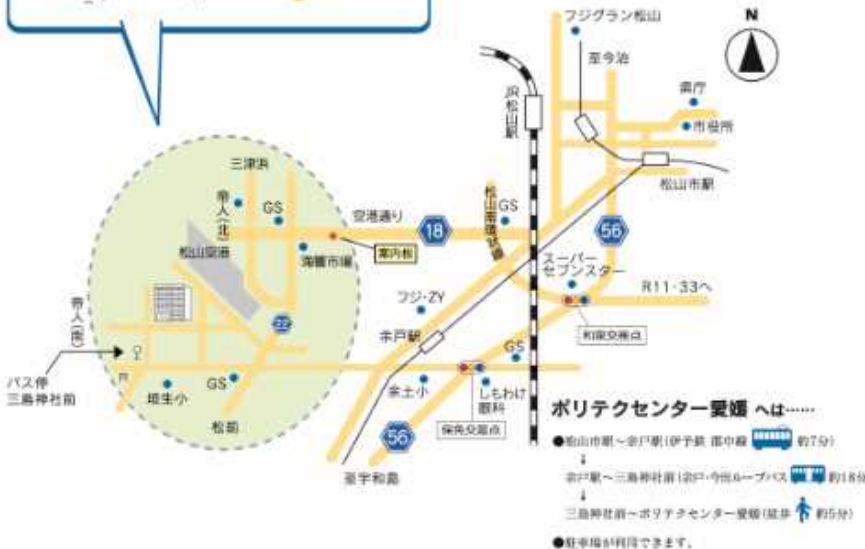 フジグラン松山
N
至今治
県庁
市役所
JR松山駅
松山市駅
三津浜
帝人(北)
GS
空港通り
18
GS
56
松山空港
案内板
スーパー
セブンスター
R11・33へ
フジ・ZY
帝人(南)
22
余戸駅
和泉交差点
GS
バス停
三島神社前
垣生小
GS
余土小
しもわけ
眼科
松前
56
保免交差点
至宇和島
ポリテクセンター愛媛 へは……
●松山市駅~余戸駅(伊予鉄 郡中線 約7分)
↓
余戸駅~三島神社前(余戸・今出ループバス 約18分
↓
三島神社前~ポリテクセンター愛媛(徒歩 約5分)
●駐車場が利用できます。